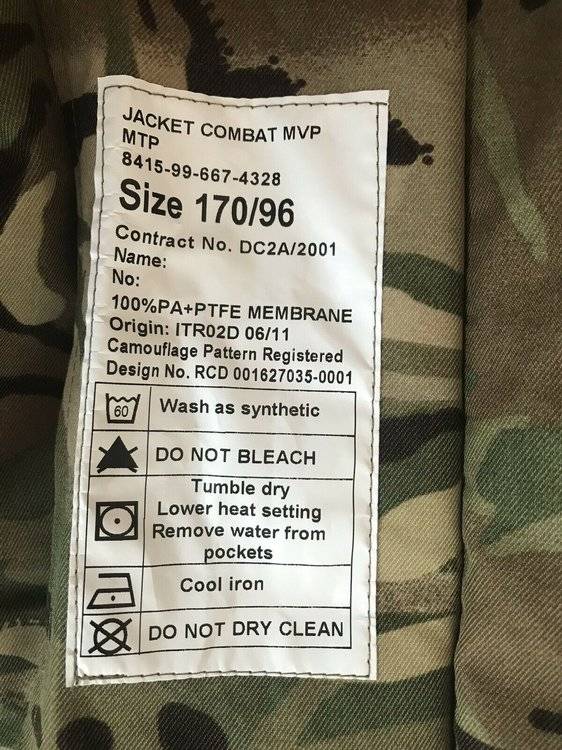 JACKET COMBAT MVP
MTP
8415-99-667-4328
Size 170/96
Contract No. DC2A/2001
Name:
No:
100%PA+PTFE MEMBRANE
Origin: ITR02D 06/11
Camouflage Pattern Registered
Design No. RCD 001627035-0001
60 Wash as synthetic
DO NOT BLEACH
Tumble dry
Lower heat setting
Remove water from
pockets
Cool iron
DO NOT DRY CLEAN